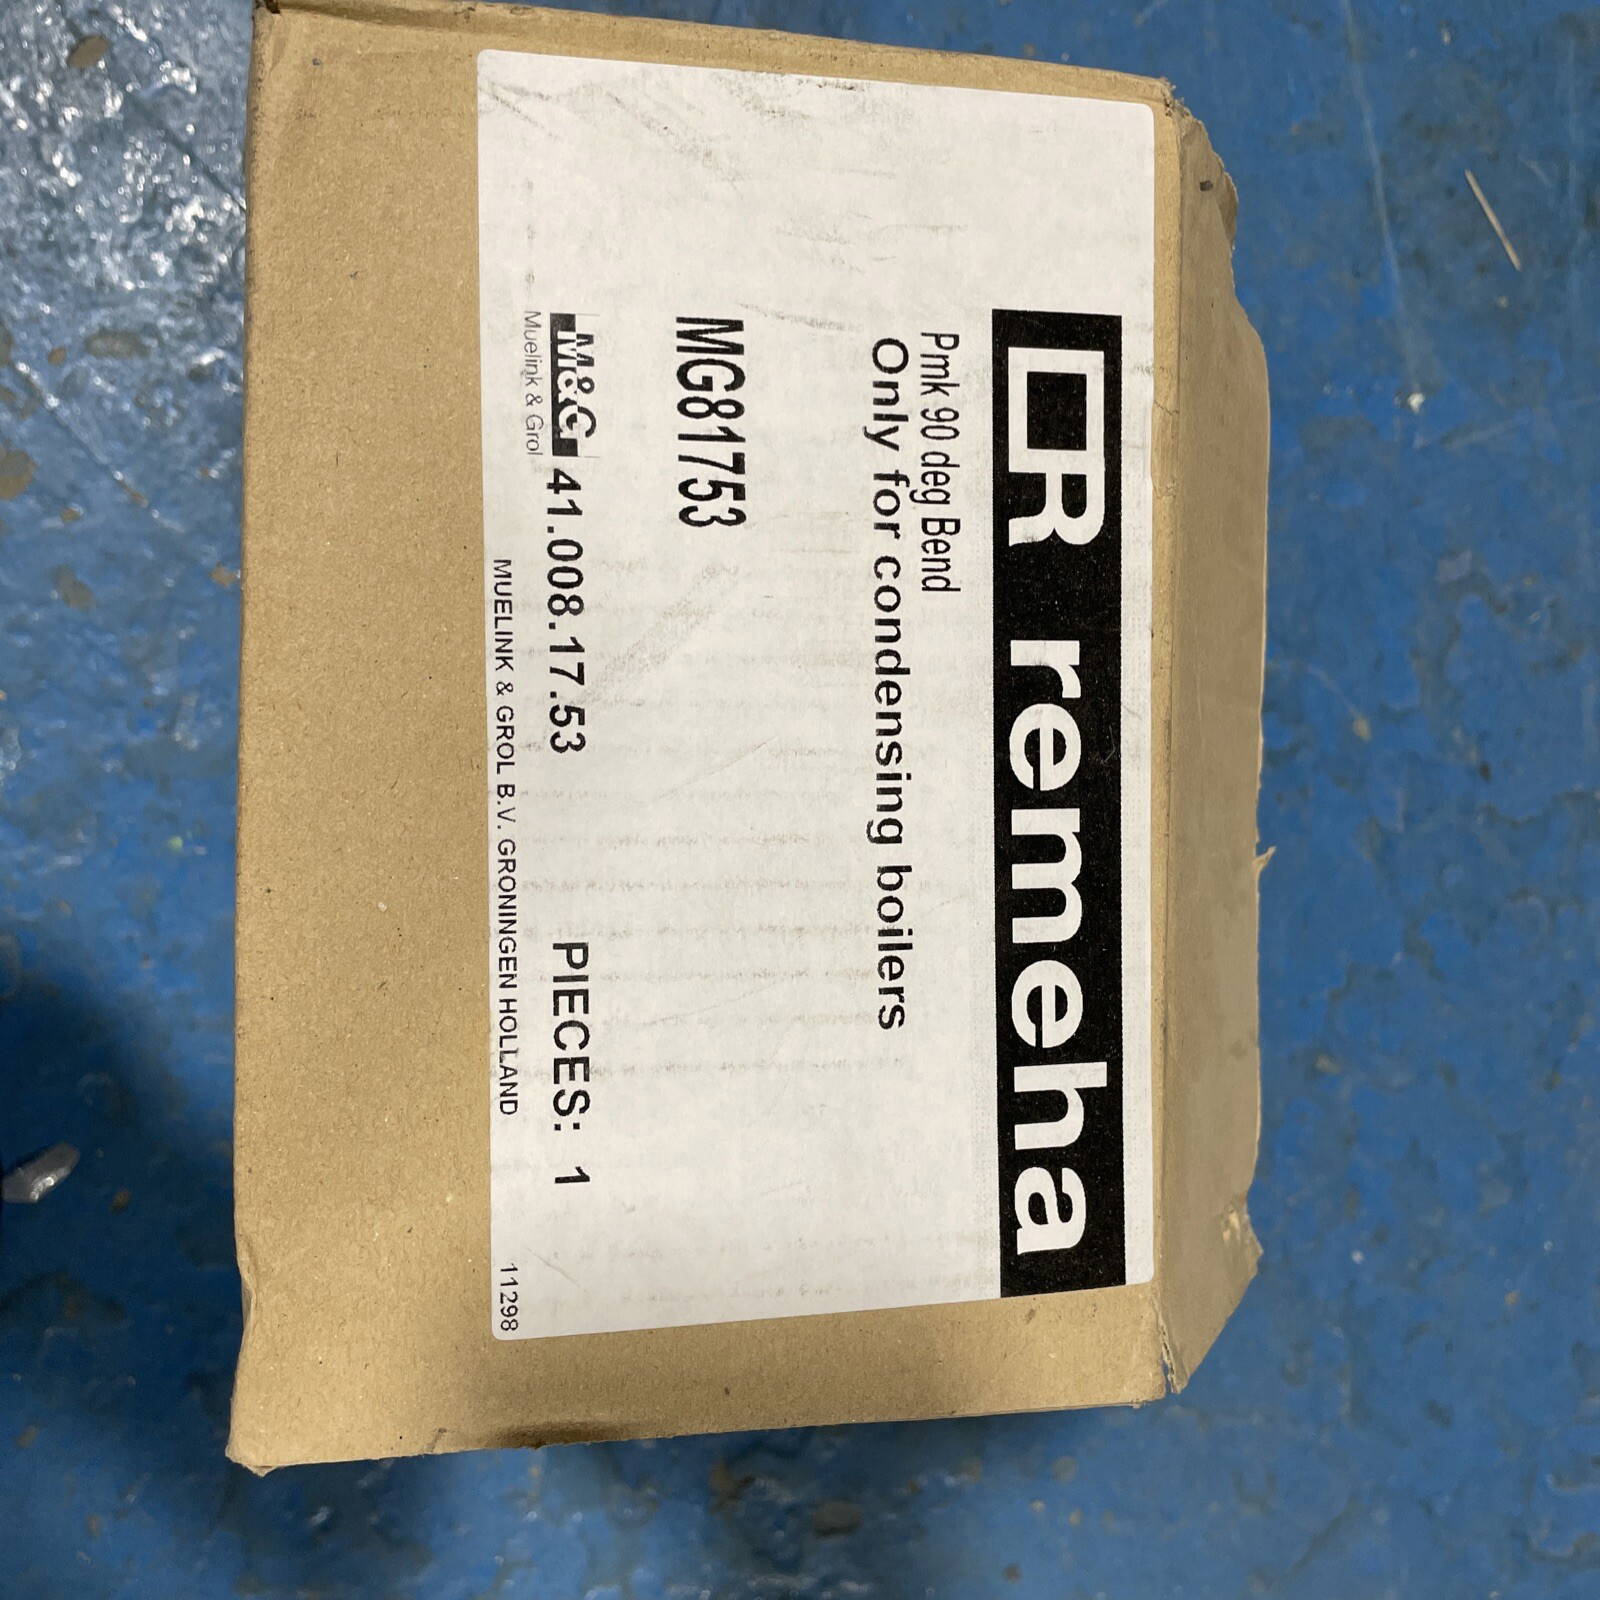 R remeha
Pmk 90 deg Bend
Only for condensing boilers
MG81753
M&G 41.008.17.53 PIECES: 1
Muelink & Grol
MUELINK & GROL B.V. GRONINGEN HOLLAND 11298